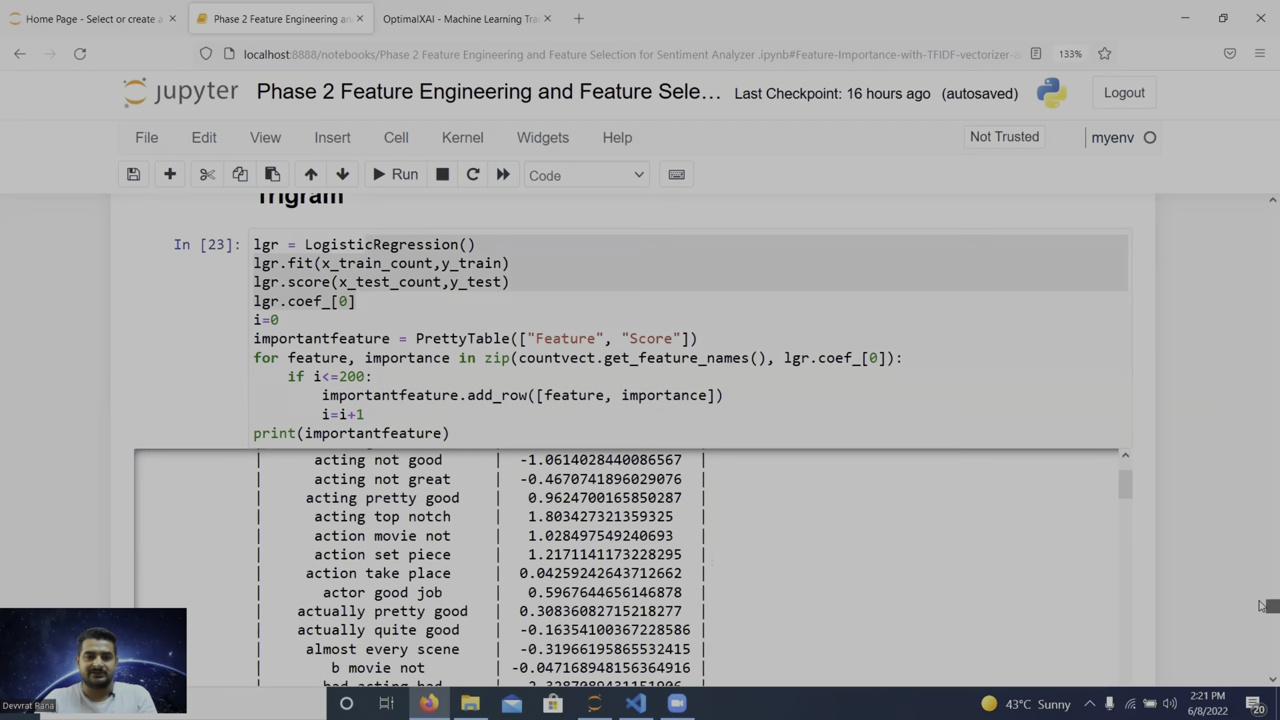 Home Page - Select or create a
Phase 2 Feature Engineering an
OptimalXAI - Machine Learning Tra
localhost:8888/notebooks/Phase 2 Feature Engineering and Feature Selection for Sentiment Analyzer .ipynb#Feature-Importance-with-TFIDF-vectorizer-a
133%
jupyter
Phase 2 Feature Engineering and Feature Sele…
Last Checkpoint: 16 hours ago
(autosaved)
Logout
File Edit View Insert Cell Kernel Widgets Help
Not Trusted
myenv
Run
Code
Trigram
In [23]:
lgr = LogisticRegression()
lgr.fit(x_train_count,y_train)
lgr.score(x_test_count,y_test)
lgr.coef_[0]
i=0
importantfeature = PrettyTable(["Feature", "Score"])
for feature, importance in zip(countvect.get_feature_names(), lgr.coef_[0]):
if i<=200:
importantfeature.add_row([feature, importance])
i=i+1
print(importantfeature)
| acting not good | -1.0614028440086567 |
| acting not great | -0.4670741896029076 |
| acting pretty good | 0.9624700165850287 |
| acting top notch | 1.803427321359325 |
| action movie not | 1.028497549240693 |
| action set piece | 1.2171141173228295 |
| action take place | 0.04259242643712662 |
| actor good job | 0.5967644656146878 |
| actually pretty good | 0.30836082715218277 |
| actually quite good | -0.16354100367228586 |
| almost every scene | -0.31966195865532415 |
| b movie not | -0.047168948156364916 |
Devvrat Rana
43°C Sunny
2:21 PM
6/8/2022
20